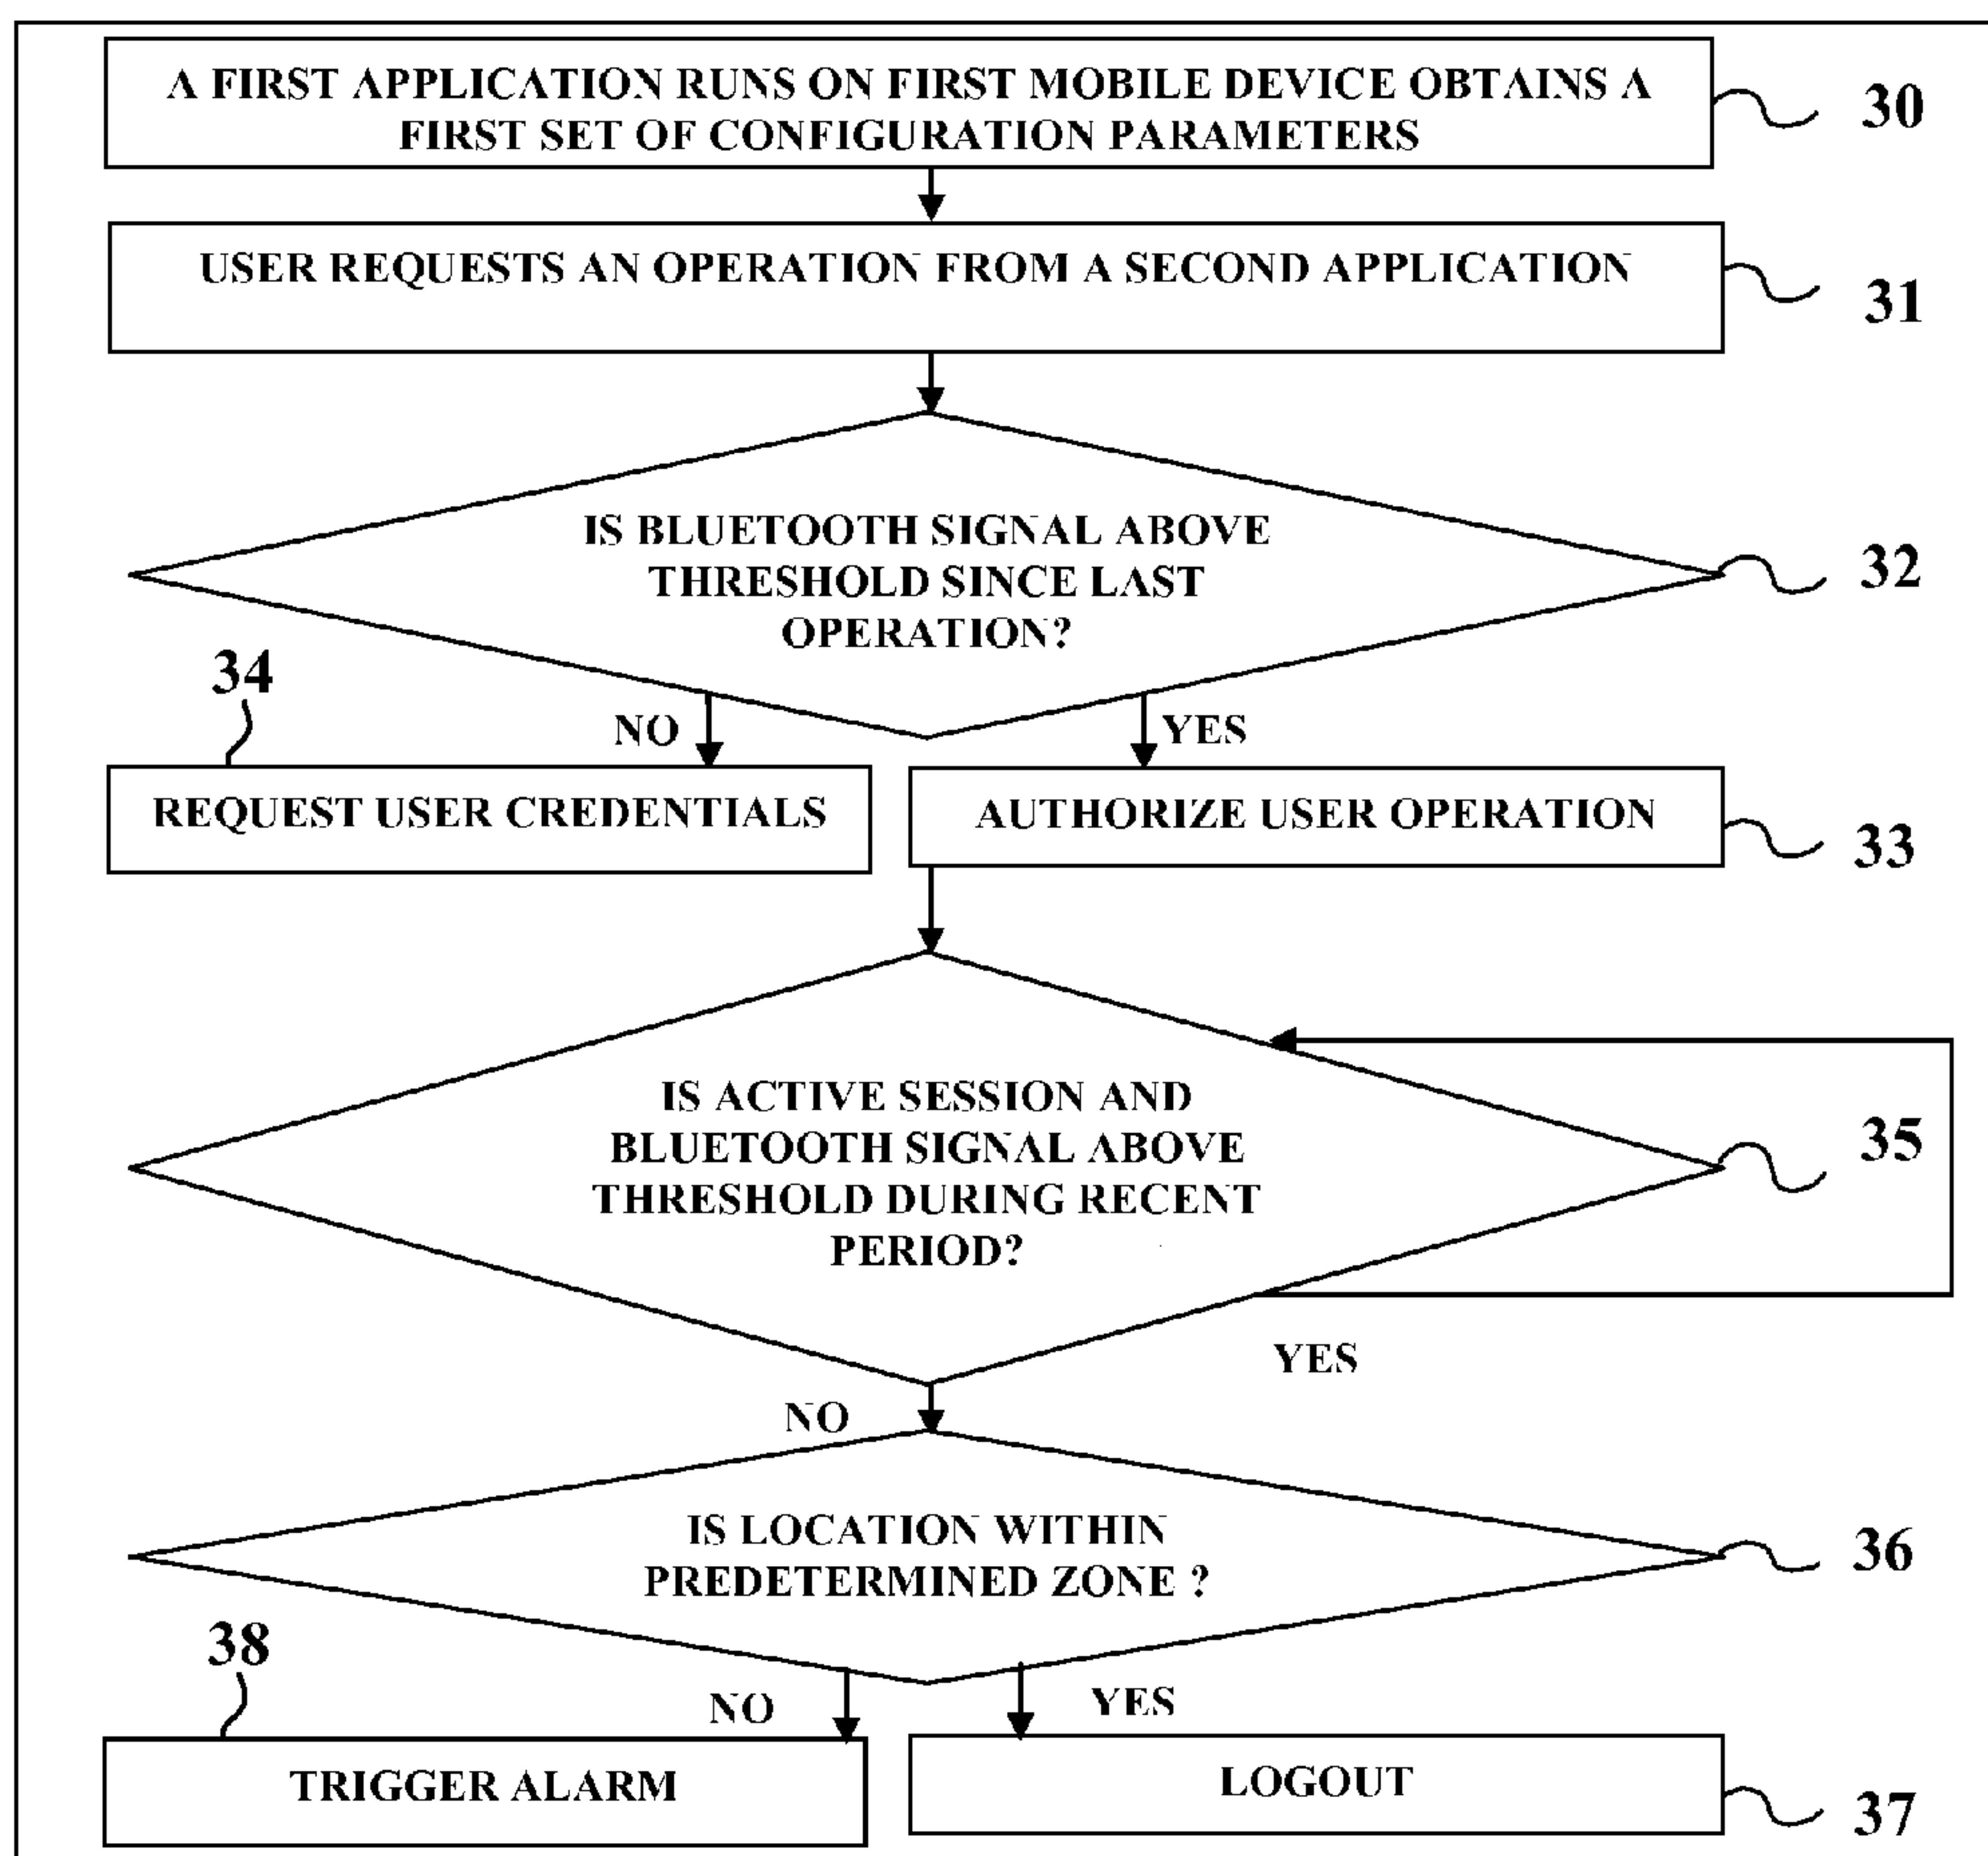 A FIRST APPLICATION RUNS ON FIRST MOBILE DEVICE OBTAINS A
FIRST SET OF CONFIGURATION PARAMETERS
30
USER REQUESTS AN OPERATION FROM A SECOND APPLICATION
31
IS BLUETOOTH SIGNAL ABOVE
THRESHOLD SINCE LAST
OPERATION?
32
34
NO
YES
REQUEST USER CREDENTIALS
AUTHORIZE USER OPERATION
33
IS ACTIVE SESSION AND
BLUETOOTH SIGNAL ABOVE
THRESHOLD DURING RECENT
PERIOD?
35
YES
NO
IS LOCATION WITHIN
PREDETERMINED ZONE ?
36
38
NO
YES
TRIGGER ALARM
LOGOUT
37